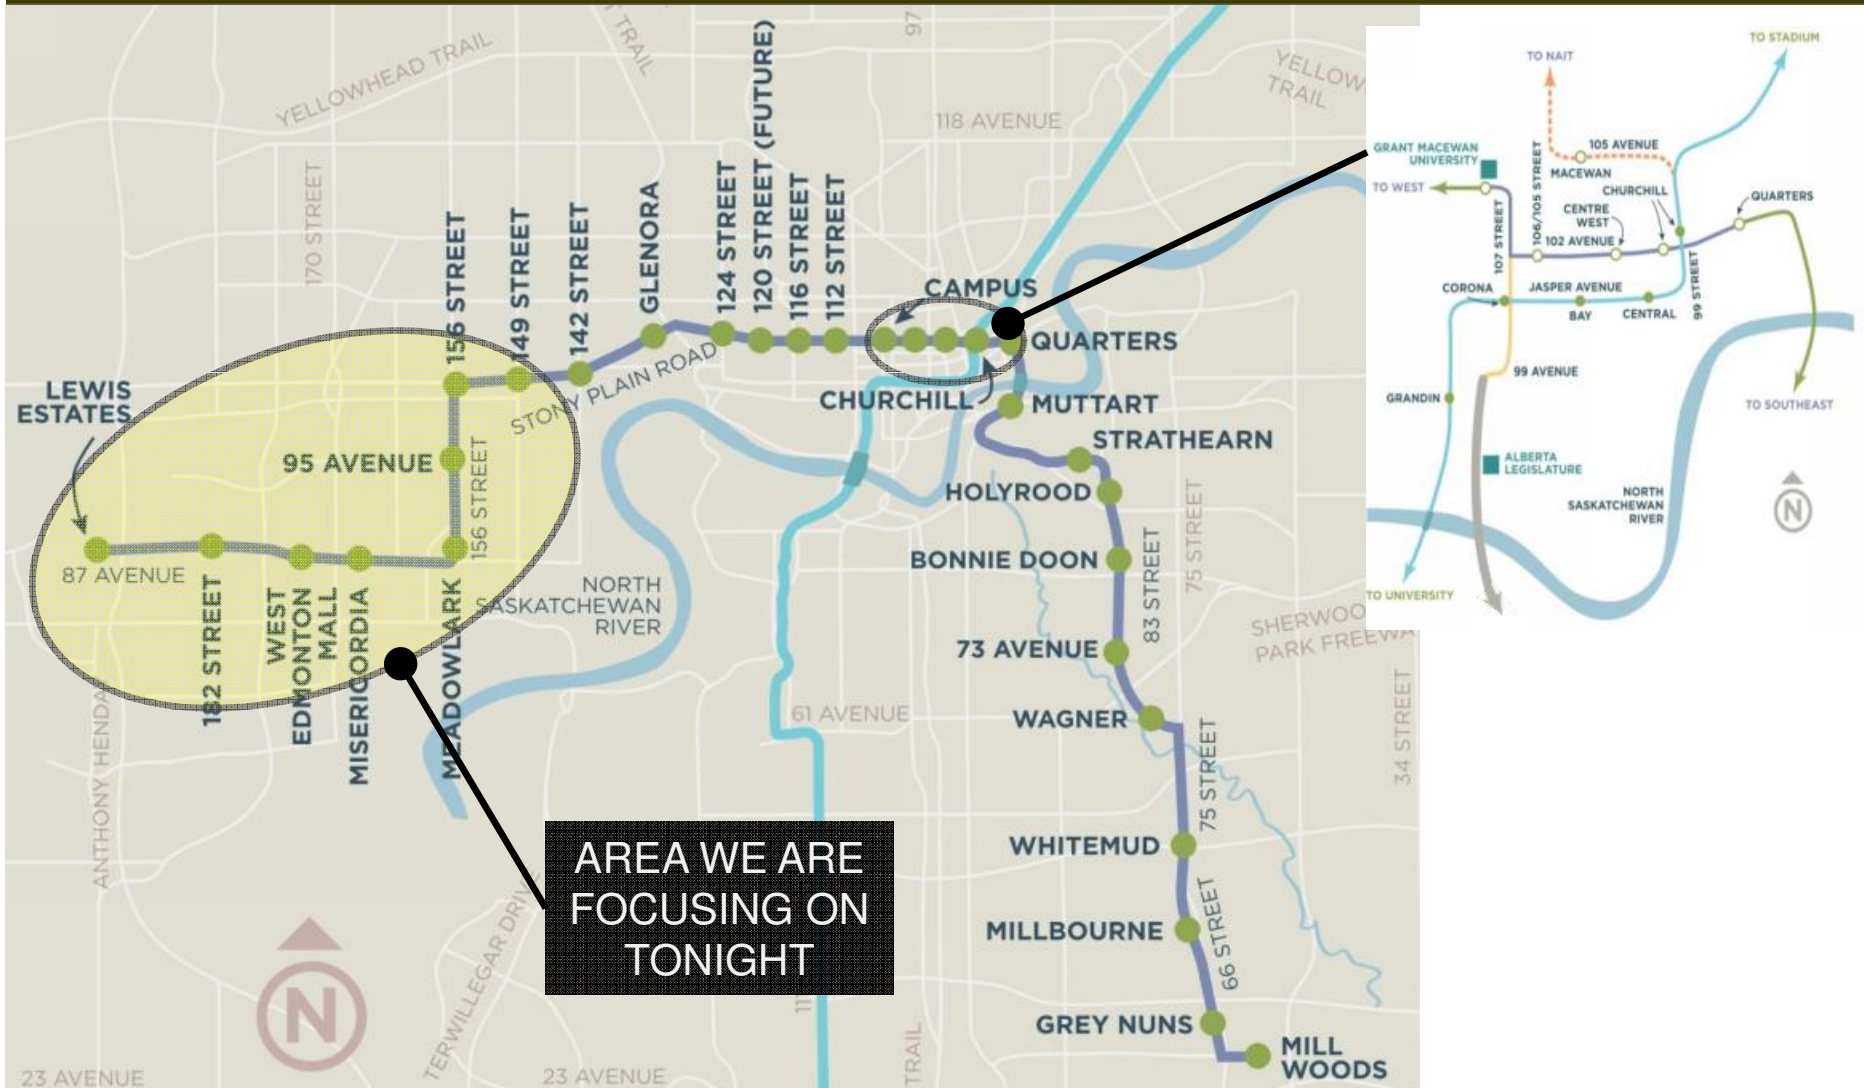 YELLOWHEAD TRAIL
TRAIL
97
YELLOW
TRAIL
118 AVENUE
170 STREET
156 STREET
149 STREET
142 STREET
GLENORA
124 STREET
120 STREET (FUTURE)
116 STREET
112 STREET
CAMPUS
QUARTERS
STONY PLAIN ROAD
CHURCHILL
MUTTART
STRATHEARN
LEWIS
ESTATES
95 AVENUE
156 STREET
HOLYROOD
75 STREET
87 AVENUE
BONNIE DOON
83 STREET
182 STREET
WEST
EDMONTON
MALL
MISERICORDIA
MEADOWLARK
NORTH
SASKATCHEWAN
RIVER
73 AVENUE
SHERWOO
PARK FREEWA
61 AVENUE
WAGNER
75 STREET
34 STREET
ANTHONY HENDA
AREA WE ARE
FOCUSING ON
TONIGHT
WHITEMUD
MILLBOURNE
66 STREET
GREY NUNS
MILL
WOODS
N
TERWILLEGAR DRIVE
TRAIL
23 AVENUE
23 AVENUE
TO STADIUM
TO NAIT
GRANT MACEWAN
UNIVERSITY
105 AVENUE
MACEWAN
106/105 STREET
TO WEST
CHURCHILL
QUARTERS
CENTRE
WEST
107 STREET
102 AVENUE
99 STREET
CORONA
JASPER AVENUE
BAY
CENTRAL
99 AVENUE
GRANDIN
TO SOUTHEAST
ALBERTA
LEGISLATURE
NORTH
SASKATCHEWAN
RIVER
N
TO UNIVERSITY